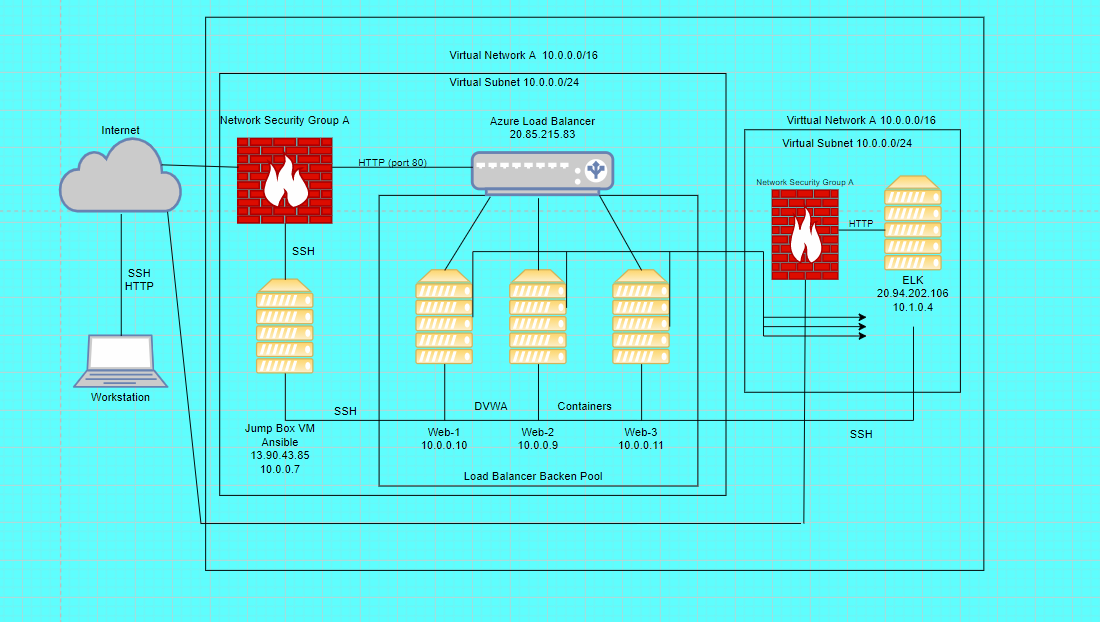 Virtual Network A  10.0.0.0/16
Virtual Subnet 10.0.0.0/24
Network Security Group A
Azure Load Balancer
20.85.215.83
Virttual Network A 10.0.0.0/16
Virtual Subnet 10.0.0.0/24
Internet
HTTP (port 80)
Network Security Group A
HTTP
SSH
SSH
HTTP
ELK
20.94.202.106
10.1.0.4
Workstation
SSH
DVWA
Containers
Jump Box VM
Ansible
13.90.43.85
10.0.0.7
Web-1
10.0.0.10
Web-2
10.0.0.9
Web-3
10.0.0.11
SSH
Load Balancer Backen Pool